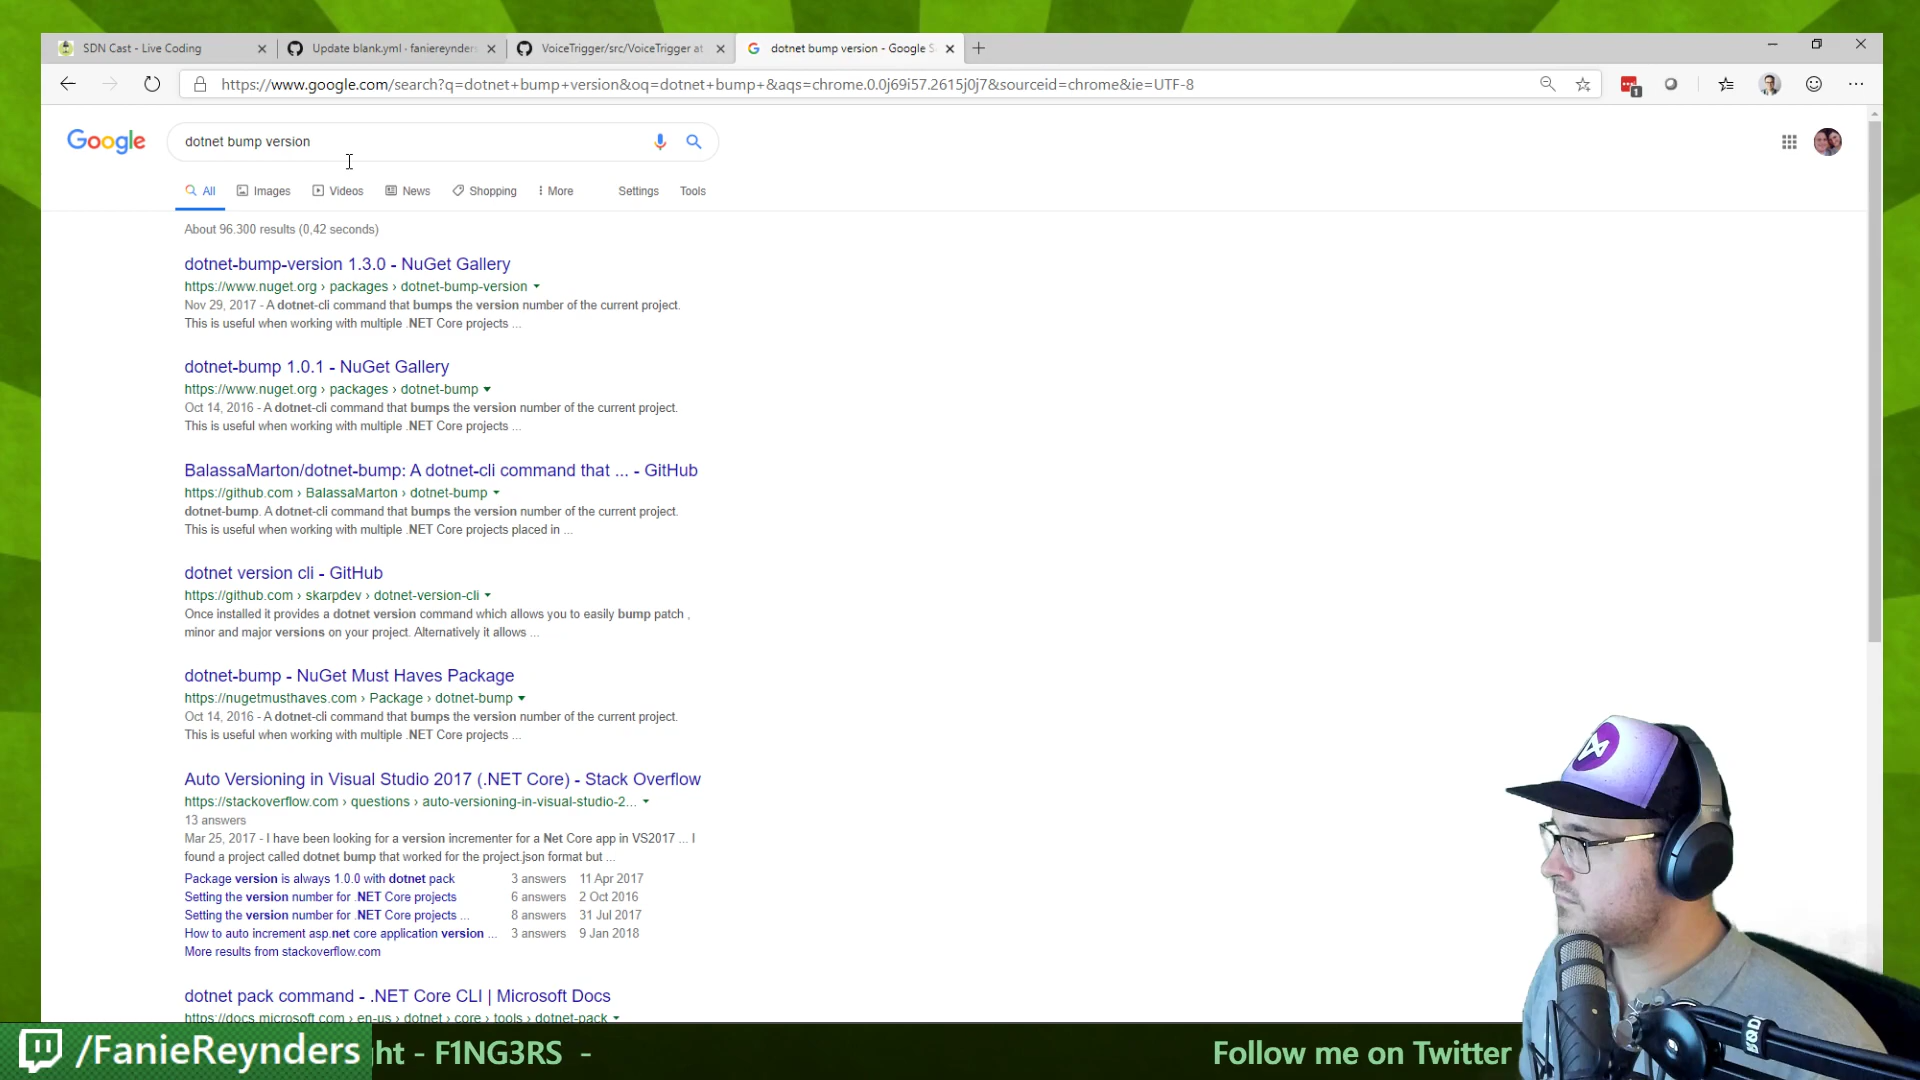 SDN Cast - Live Coding
Update blank.yml · faniereynders
VoiceTrigger/src/VoiceTrigger at
dotnet bump version - Google S
https://www.google.com/search?q=dotnet+bump+version&oq=dotnet+bump+&aqs=chrome.0.0j69i57.2615j0j7&sourceid=chrome&ie=UTF-8
Google
dotnet bump version
All
Images
Videos
News
Shopping
More
Settings
Tools
About 96.300 results (0,42 seconds)
dotnet-bump-version 1.3.0 - NuGet Gallery
https://www.nuget.org › packages › dotnet-bump-version
Nov 29, 2017 - A dotnet-cli command that bumps the version number of the current project.
This is useful when working with multiple .NET Core projects ...
dotnet-bump 1.0.1 - NuGet Gallery
https://www.nuget.org › packages › dotnet-bump
Oct 14, 2016 - A dotnet-cli command that bumps the version number of the current project.
This is useful when working with multiple .NET Core projects ...
BalassaMarton/dotnet-bump: A dotnet-cli command that ... - GitHub
https://github.com › BalassaMarton › dotnet-bump
dotnet-bump. A dotnet-cli command that bumps the version number of the current project.
This is useful when working with multiple .NET Core projects placed in ...
dotnet version cli - GitHub
https://github.com › skarpdev › dotnet-version-cli
Once installed it provides a dotnet version command which allows you to easily bump patch ,
minor and major versions on your project. Alternatively it allows ...
dotnet-bump - NuGet Must Haves Package
https://nugetmusthaves.com › Package › dotnet-bump
Oct 14, 2016 - A dotnet-cli command that bumps the version number of the current project.
This is useful when working with multiple .NET Core projects ...
Auto Versioning in Visual Studio 2017 (.NET Core) - Stack Overflow
https://stackoverflow.com › questions › auto-versioning-in-visual-studio-2...
13 answers
Mar 25, 2017 - I have been looking for a version incrementer for a Net Core app in VS2017 ... I
found a project called dotnet bump that worked for the project.json format but ...
Package version is always 1.0.0 with dotnet pack 3 answers 11 Apr 2017
Setting the version number for .NET Core projects 6 answers 2 Oct 2016
Setting the version number for .NET Core projects ... 8 answers 31 Jul 2017
How to auto increment asp.net core application version ... 3 answers 9 Jan 2018
More results from stackoverflow.com
dotnet pack command - .NET Core CLI | Microsoft Docs
https://docs.microsoft.com › en-us › dotnet › core › tools › dotnet-pack
/FanieReynders
ht - F1NG3RS -
Follow me on Twitter